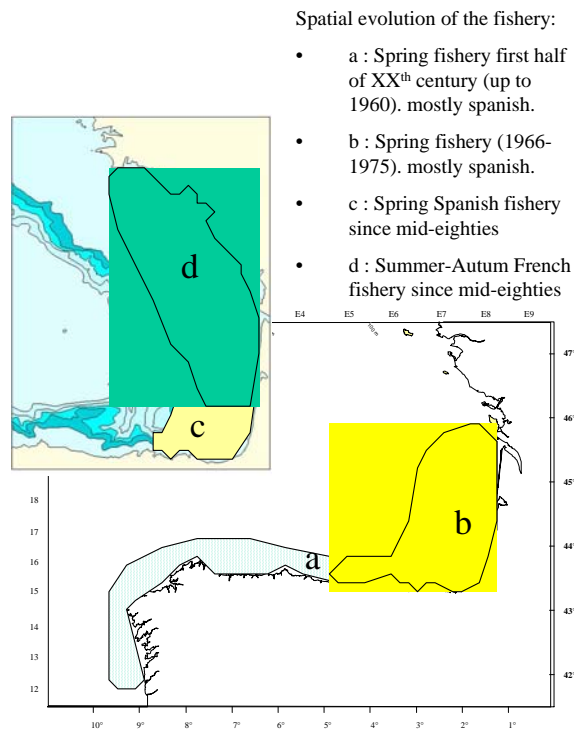 Spatial evolution of the fishery:
• a : Spring fishery first half
of XXth century (up to
1960). mostly spanish.
• b : Spring fishery (1966-
1975). mostly spanish.
• c : Spring Spanish fishery
since mid-eighties
• d : Summer-Autum French
fishery since mid-eighties
d
c
E4 E5 E6 E7 E8 E9
47°
46°
45°
44°
43°
42°
18
17
16
15
14
13
12
a
b
10° 9° 8° 7° 6° 5° 4° 3° 2° 1°